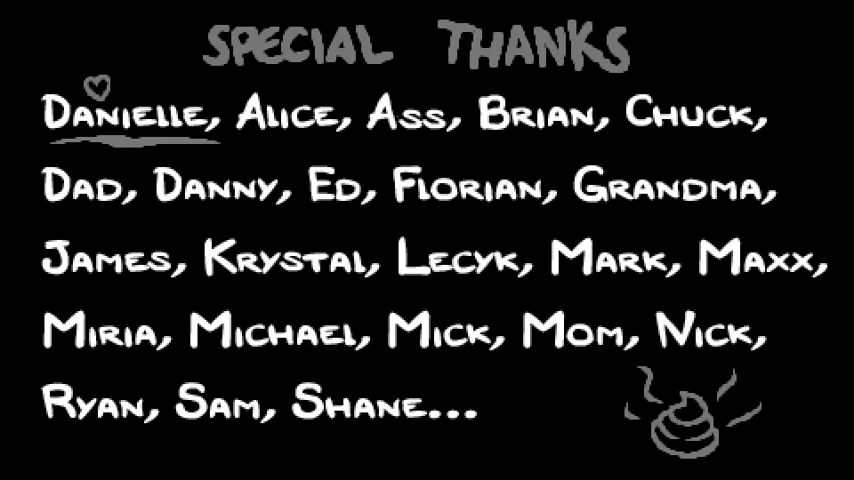 SPECIAL THANKS
DANIELLE, ALICE, ASS, BRIAN, CHUCK,
DAD, DANNY, ED, FLORIAN, GRANDMA,
JAMES, KRYSTAL, LECYK, MARK, MAXX,
MIRIA, MICHAEL, MICK, MOM, NICK,
RYAN, SAM, SHANE...